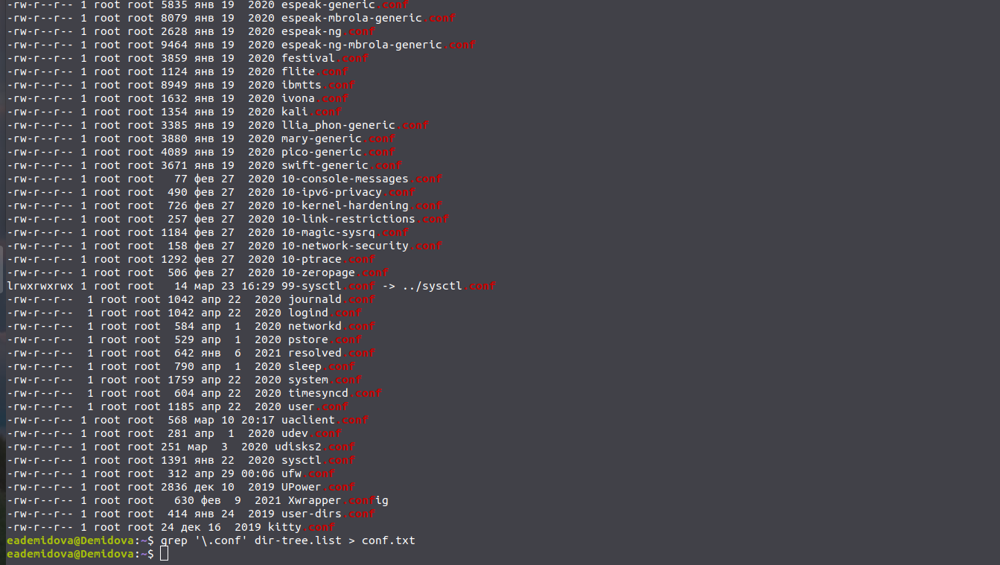 -rw-r--r-- 1 root root 5835 янв 19  2020 espeak-generic.conf
-rw-r--r-- 1 root root 8079 янв 19  2020 espeak-mbrola-generic.conf
-rw-r--r-- 1 root root 2628 янв 19  2020 espeak-ng.conf
-rw-r--r-- 1 root root 9464 янв 19  2020 espeak-ng-mbrola-generic.conf
-rw-r--r-- 1 root root 3859 янв 19  2020 festival.conf
-rw-r--r-- 1 root root 1124 янв 19  2020 flite.conf
-rw-r--r-- 1 root root 8949 янв 19  2020 ibmtts.conf
-rw-r--r-- 1 root root 1632 янв 19  2020 ivona.conf
-rw-r--r-- 1 root root 1354 янв 19  2020 kali.conf
-rw-r--r-- 1 root root 3385 янв 19  2020 llia_phon-generic.conf
-rw-r--r-- 1 root root 3880 янв 19  2020 mary-generic.conf
-rw-r--r-- 1 root root 4089 янв 19  2020 pico-generic.conf
-rw-r--r-- 1 root root 3671 янв 19  2020 swift-generic.conf
-rw-r--r-- 1 root root   77 фев 27  2020 10-console-messages.conf
-rw-r--r-- 1 root root  490 фев 27  2020 10-ipv6-privacy.conf
-rw-r--r-- 1 root root  726 фев 27  2020 10-kernel-hardening.conf
-rw-r--r-- 1 root root  257 фев 27  2020 10-link-restrictions.conf
-rw-r--r-- 1 root root 1184 фев 27  2020 10-magic-sysrq.conf
-rw-r--r-- 1 root root  158 фев 27  2020 10-network-security.conf
-rw-r--r-- 1 root root 1292 фев 27  2020 10-ptrace.conf
-rw-r--r-- 1 root root  506 фев 27  2020 10-zeropage.conf
lrwxrwxrwx 1 root root   14 мар 23 16:29 99-sysctl.conf -> ../sysctl.conf
-rw-r--r--  1 root root 1042 апр 22  2020 journald.conf
-rw-r--r--  1 root root 1042 апр 22  2020 logind.conf
-rw-r--r--  1 root root  584 апр  1  2020 networkd.conf
-rw-r--r--  1 root root  529 апр  1  2020 pstore.conf
-rw-r--r--  1 root root  642 янв  6  2021 resolved.conf
-rw-r--r--  1 root root  790 апр  1  2020 sleep.conf
-rw-r--r--  1 root root 1759 апр 22  2020 system.conf
-rw-r--r--  1 root root  604 апр 22  2020 timesyncd.conf
-rw-r--r--  1 root root 1185 апр 22  2020 user.conf
-rw-r--r-- 1 root root  568 мар 10 20:17 uaclient.conf
-rw-r--r-- 1 root root  281 апр  1  2020 udev.conf
-rw-r--r-- 1 root root 251 мар  3  2020 udisks2.conf
-rw-r--r-- 1 root root 1391 янв 22  2020 sysctl.conf
-rw-r--r-- 1 root root  312 апр 29 00:06 ufw.conf
-rw-r--r-- 1 root root 2836 дек 10  2019 UPower.conf
-rw-r--r-- 1 root root   630 фев  9  2021 Xwrapper.config
-rw-r--r-- 1 root root  414 янв 24  2019 user-dirs.conf
-rw-r--r-- 1 root root 24 дек 16  2019 kitty.conf
eademidova@Demidova:~$ grep '\.conf' dir-tree.list > conf.txt
eademidova@Demidova:~$